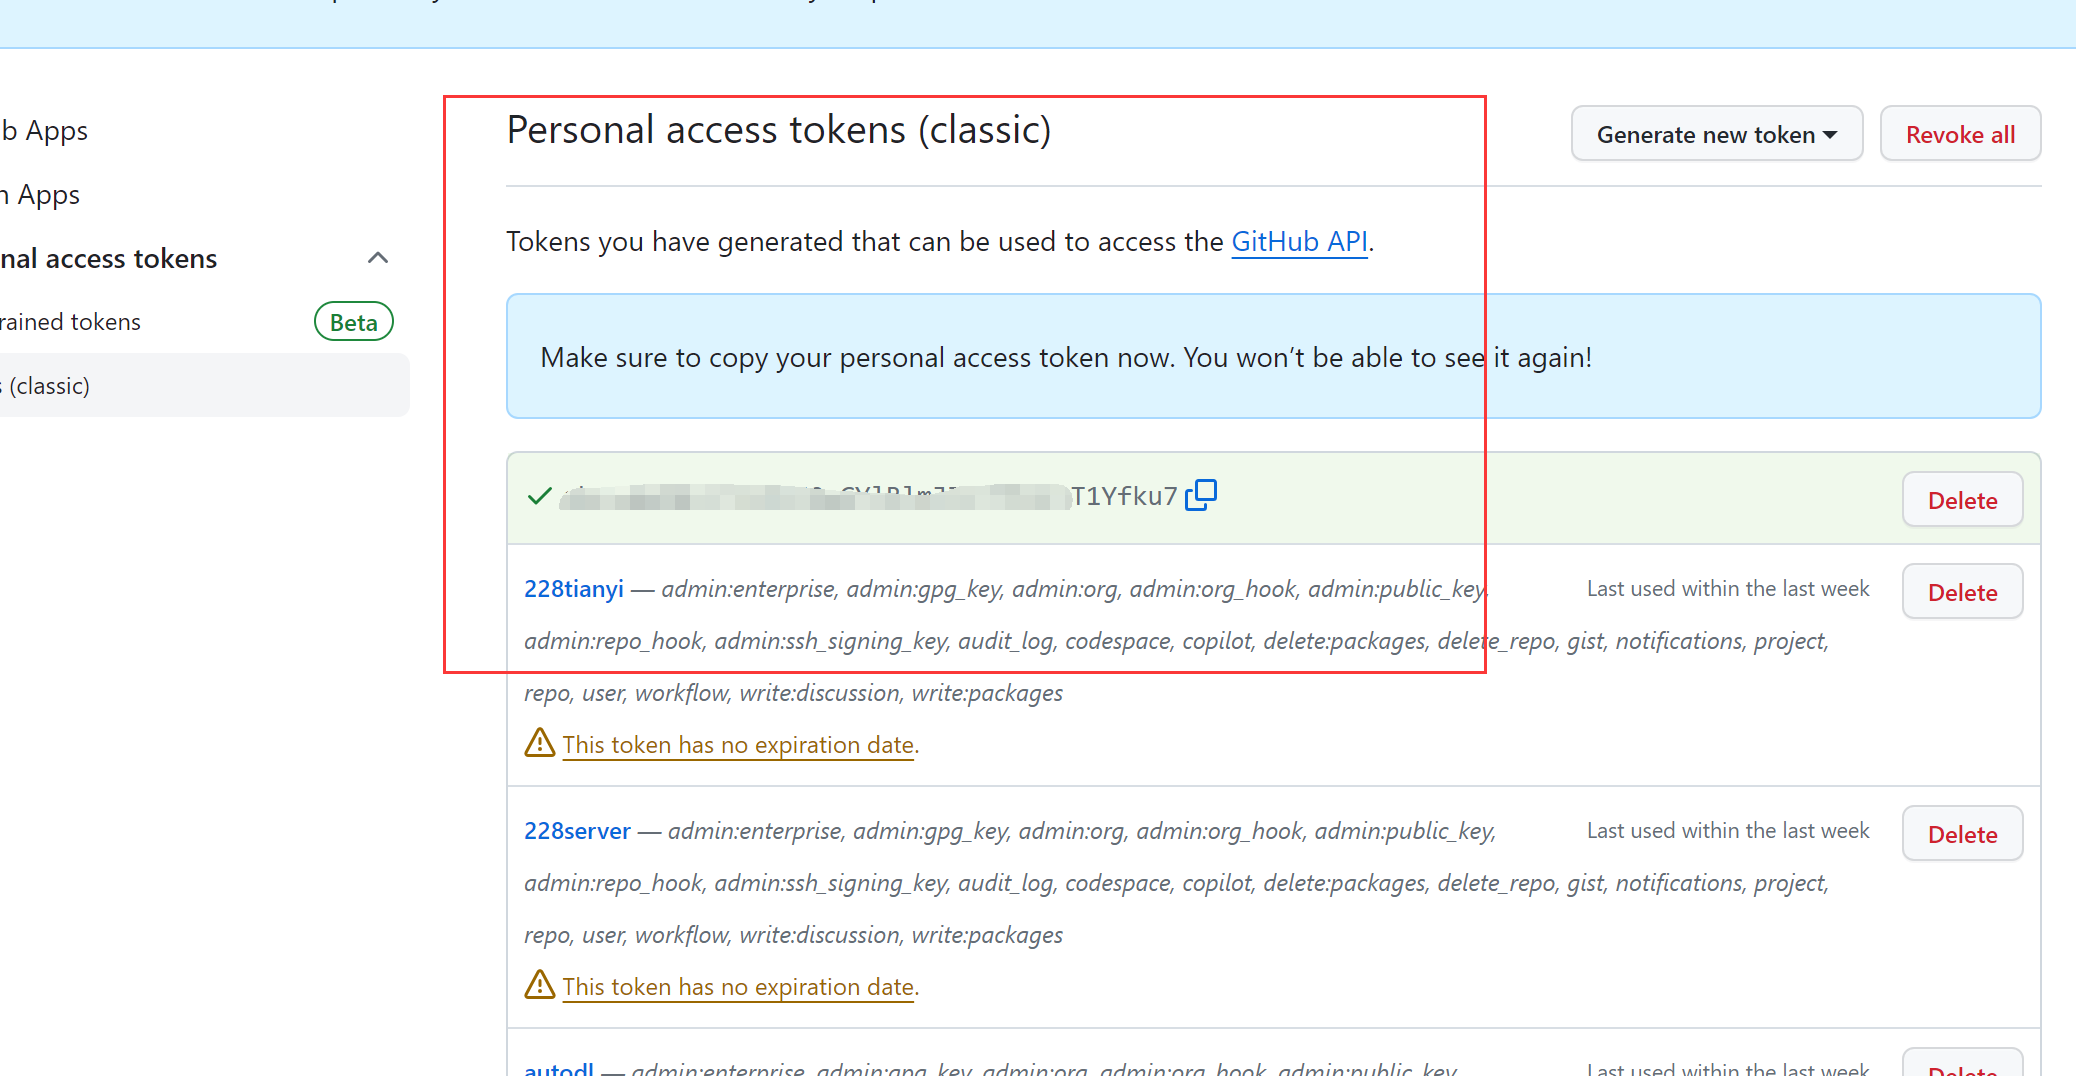 b Apps
n Apps
nal access tokens
rained tokens
Beta
s (classic)
Personal access tokens (classic)
Generate new token
Revoke all
Tokens you have generated that can be used to access the GitHub API.
Make sure to copy your personal access token now. You won’t be able to see it again!
T1Yfku7
Delete
228tianyi — admin:enterprise, admin:gpg_key, admin:org, admin:org_hook, admin:public_key,
Last used within the last week
Delete
admin:repo_hook, admin:ssh_signing_key, audit_log, codespace, copilot, delete:packages, delete_repo, gist, notifications, project,
repo, user, workflow, write:discussion, write:packages
This token has no expiration date.
228server — admin:enterprise, admin:gpg_key, admin:org, admin:org_hook, admin:public_key,
Last used within the last week
Delete
admin:repo_hook, admin:ssh_signing_key, audit_log, codespace, copilot, delete:packages, delete_repo, gist, notifications, project,
repo, user, workflow, write:discussion, write:packages
This token has no expiration date.
autodl — admin:enterprise, admin:gpg_key, admin:org, admin:org_hook, admin:public_key,
Last used within the last week
Delete